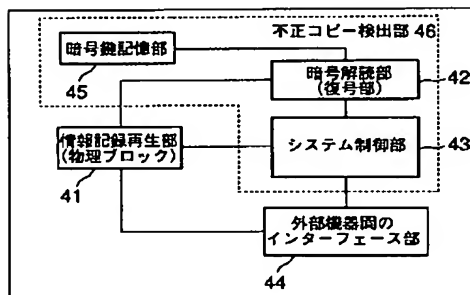 不正コピー検出部 46
暗号鍵記憶部
45
暗号解読部
(復号部)
42
情報記録再生部
(物理ブロック)
41
システム制御部
43
外部機器間の
インターフェース部
44